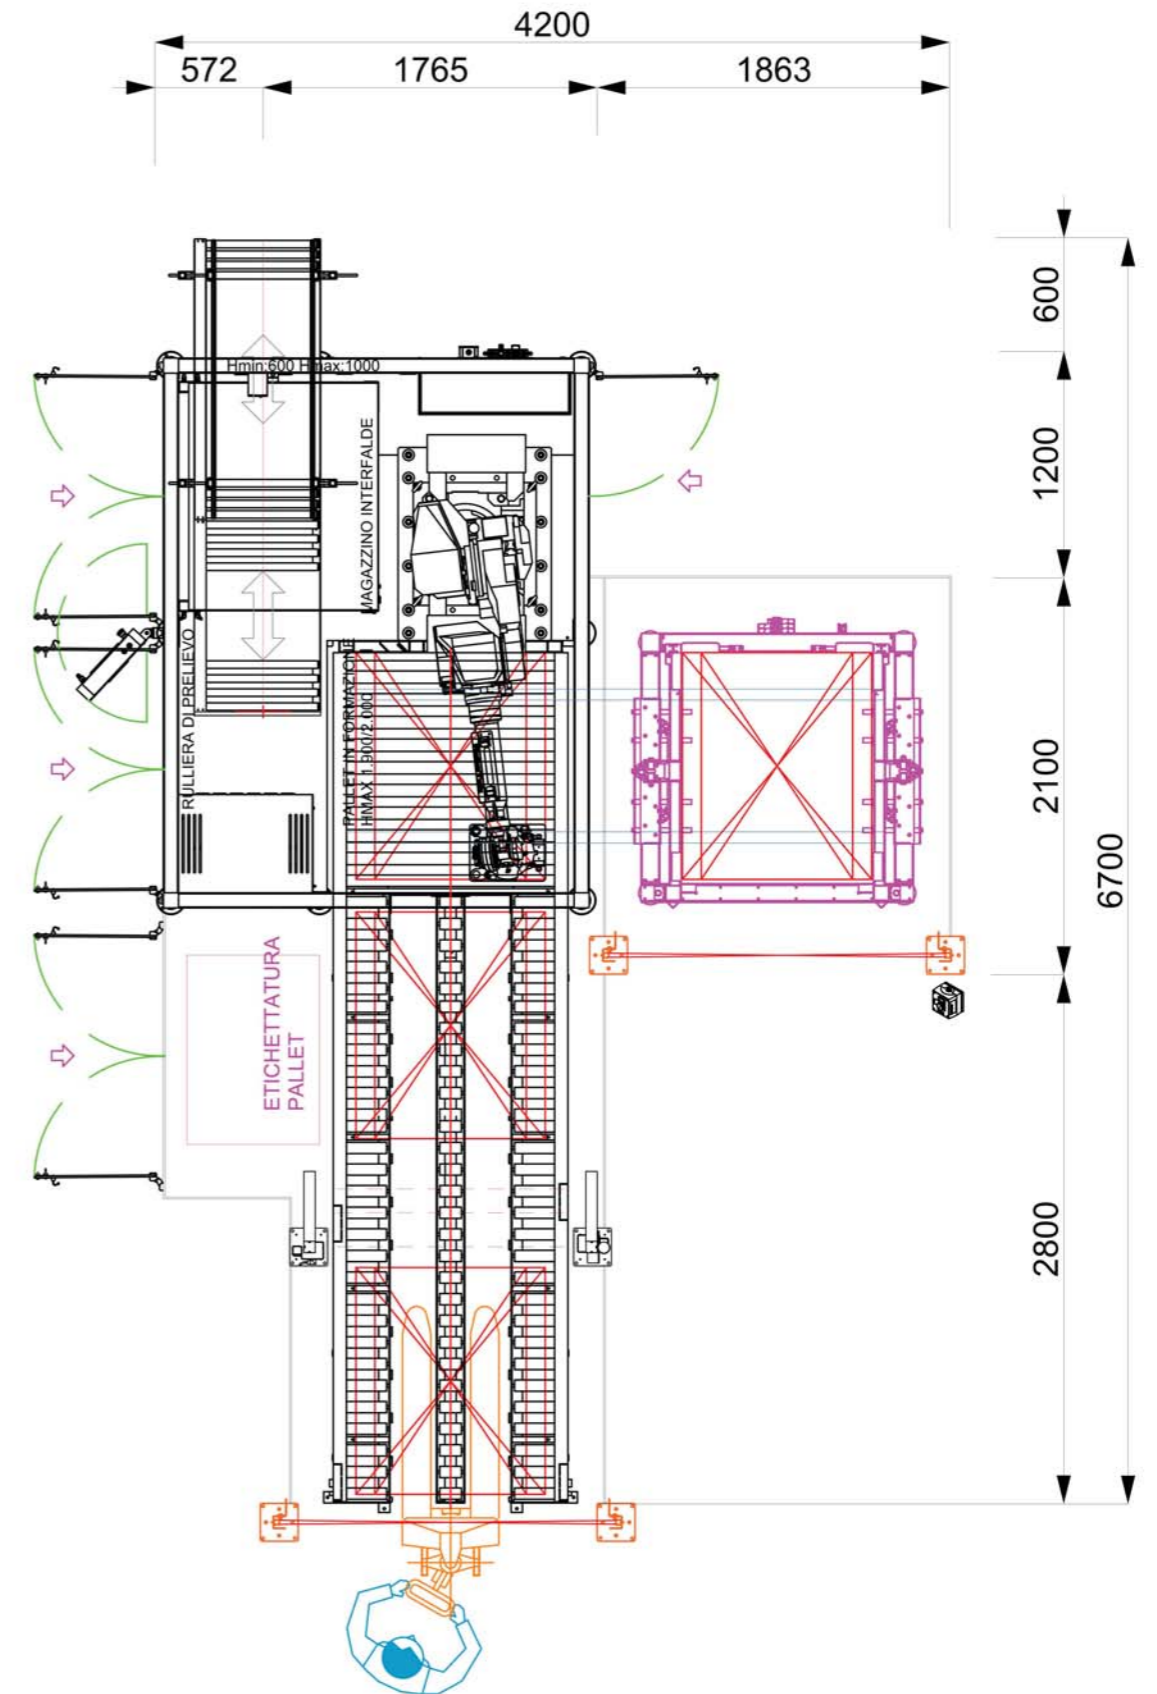 4200
572
1765
1863
600
Hmin:600 Hmax:1000
MAGAZZINO INTERFALDE
1200
RULLIERA DI PRELIEVO
PALLET IN FORMAZIONE
HMAX 1.900/2.000
2100
6700
ETICHETTATURA
PALLET
2800